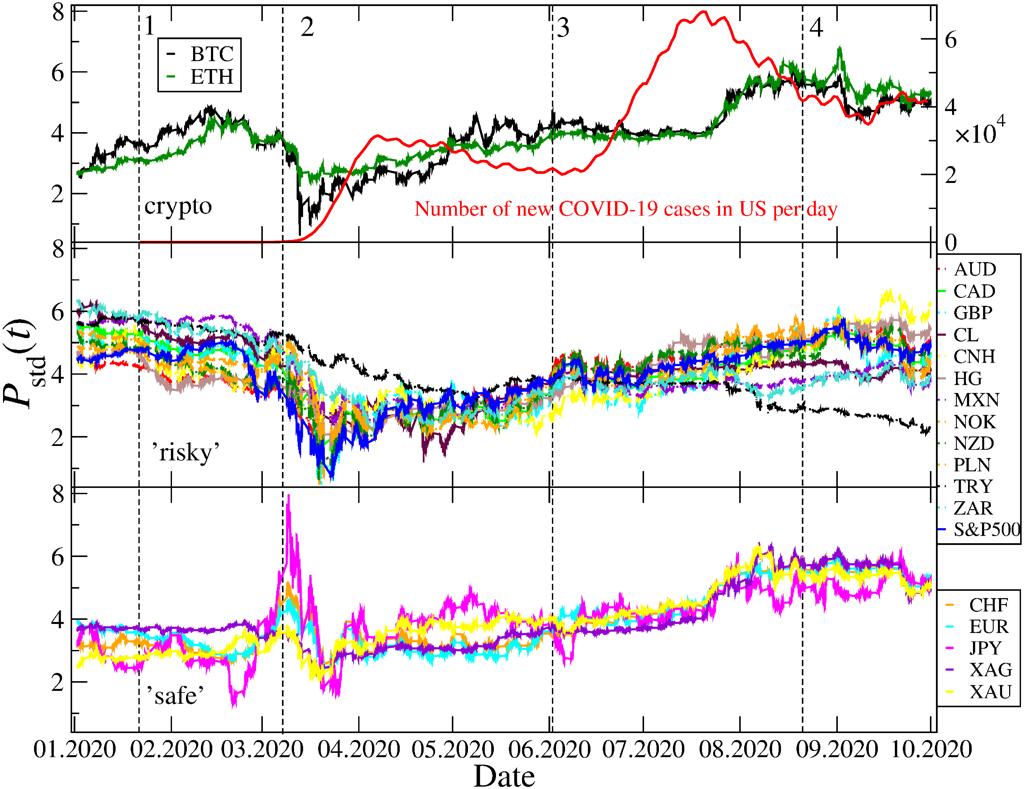 8
6
4
2
1
2
3
4
BTC
ETH
crypto
Number of new COVID-19 cases in US per day
6
4
×10⁴
2
0
8
6
4
2
'risky'
P std (t)
AUD
CAD
GBP
CL
CNH
HG
MXN
NOK
NZD
PLN
TRY
ZAR
S&P500
8
6
4
2
'safe'
CHF
EUR
JPY
XAG
XAU
01.2020 02.2020 03.2020 04.2020 05.2020 06.2020 07.2020 08.2020 09.2020 10.2020
Date